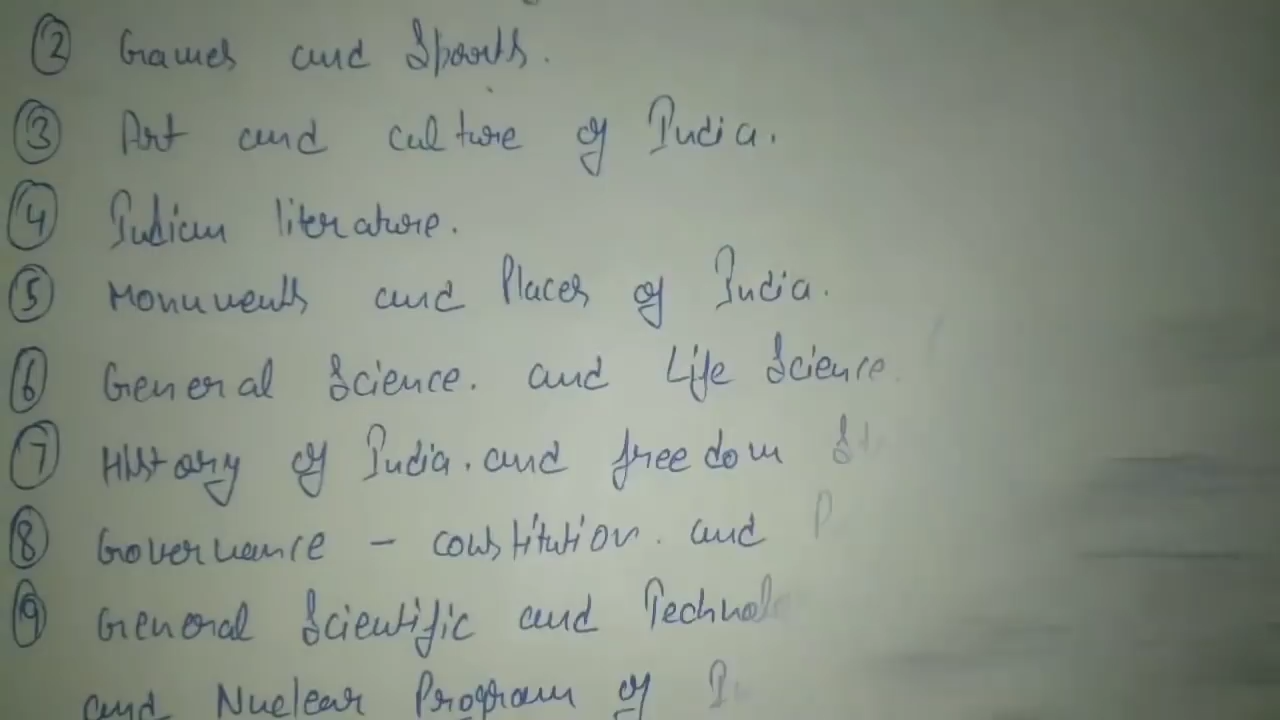 ② Games and Sports.
③ Art and culture of India.
④ Indian literature.
⑤ Monuments and Places of India.
⑥ General Science. and Life Science.
⑦ History of India. and freedom
⑧ Governance - constitution. and
⑨ General Scientific and
and Nuclear Program of